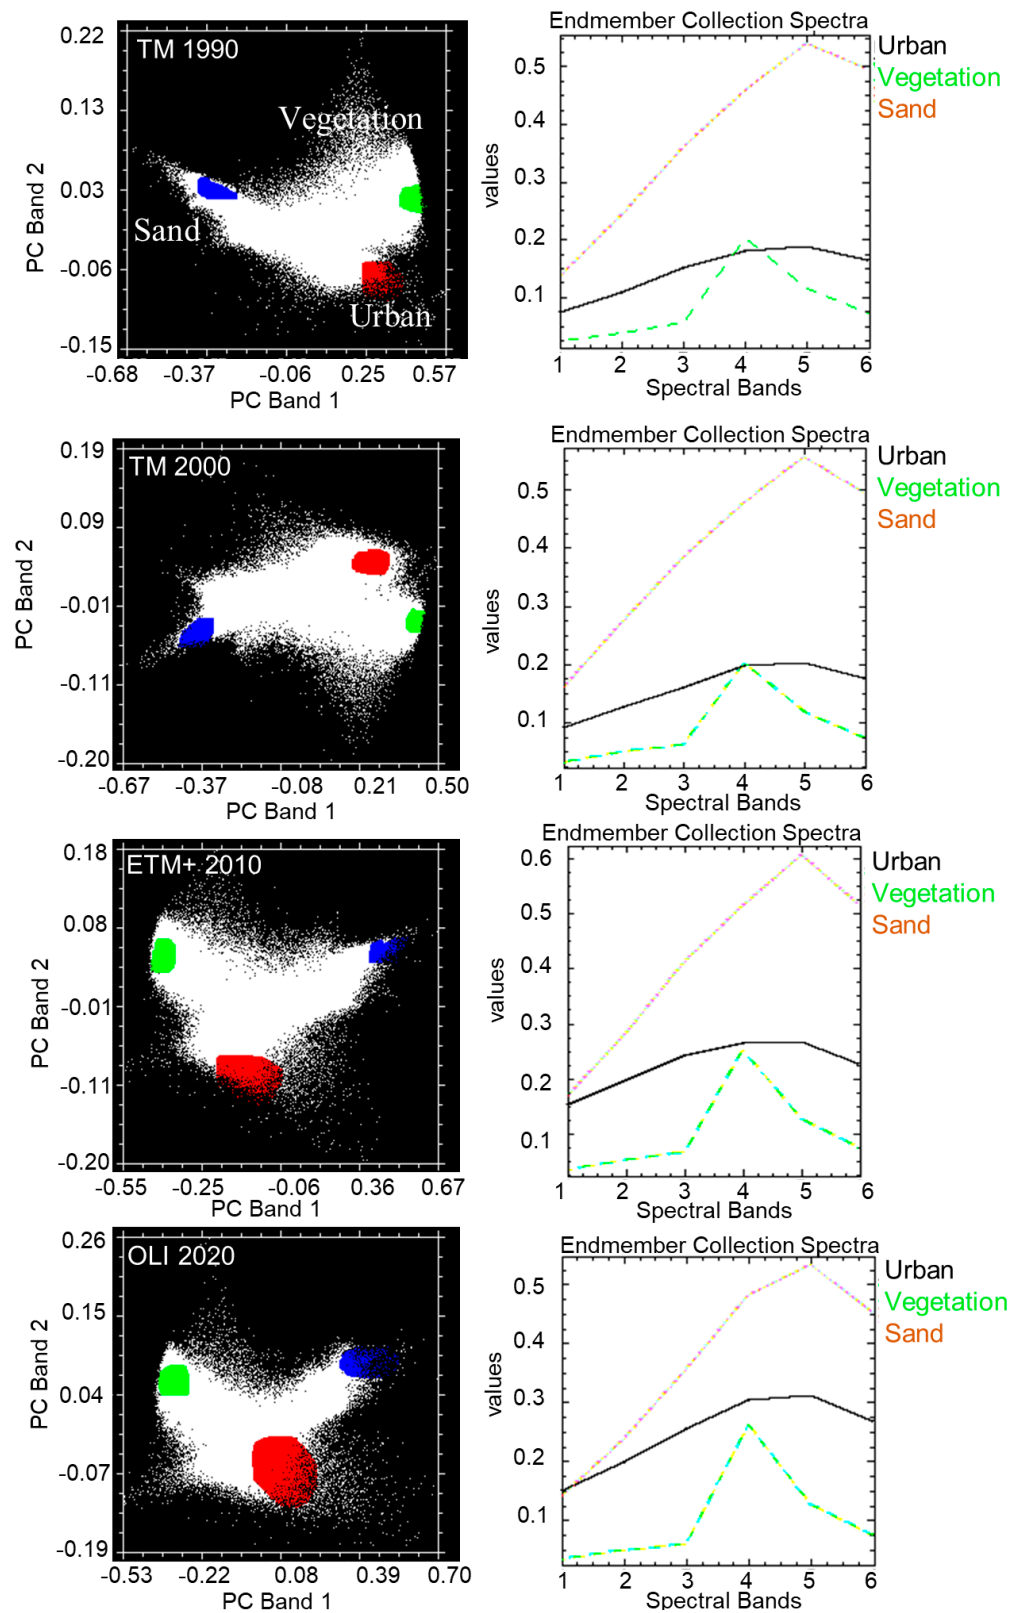 TM 1990
Vegetation
Sand
Urban
PC Band 2
0.22
0.13
0.03
-0.06
-0.15
-0.68 -0.37 -0.06 0.25 0.57
PC Band 1
Endmember Collection Spectra
Urban
Vegetation
Sand
values
0.5
0.4
0.3
0.2
0.1
1 2 3 4 5 6
Spectral Bands
TM 2000
PC Band 2
0.19
0.09
-0.01
-0.11
-0.20
-0.67 -0.37 -0.08 0.21 0.50
PC Band 1
Endmember Collection Spectra
Urban
Vegetation
Sand
values
0.5
0.4
0.3
0.2
0.1
1 2 3 4 5 6
Spectral Bands
ETM+ 2010
PC Band 2
0.18
0.08
-0.01
-0.11
-0.20
-0.55 -0.25 -0.06 0.36 0.67
PC Band 1
Endmember Collection Spectra
Urban
Vegetation
Sand
values
0.6
0.5
0.4
0.3
0.2
0.1
1 2 3 4 5 6
Spectral Bands
OLI 2020
PC Band 2
0.26
0.15
0.04
-0.07
-0.19
-0.53 -0.22 0.08 0.39 0.70
PC Band 1
Endmember Collection Spectra
Urban
Vegetation
Sand
values
0.5
0.4
0.3
0.2
0.1
1 2 3 4 5 6
Spectral Bands